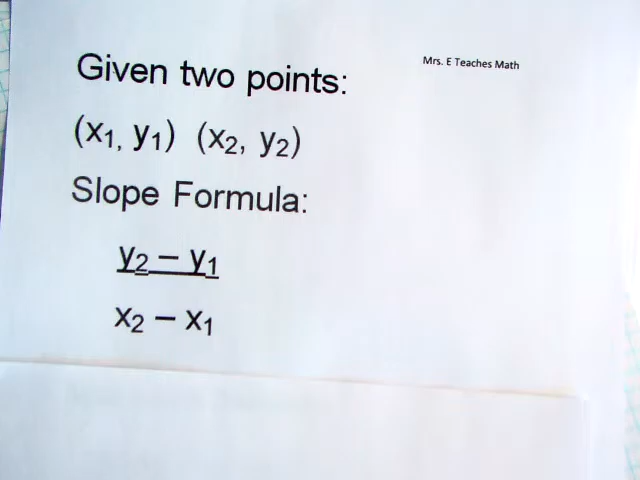 Given two points:
Mrs. E Teaches Math
(x₁, y₁) (x₂, y₂)
Slope Formula:
y₂ – y₁
x₂ – x₁